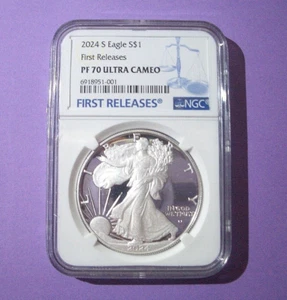 2024 S Eagle S$1
First Releases
PF 70 ULTRA CAMEO
6918951-001
FIRST RELEASES
NGC
LIBERTY
IN GOD
WE TRUST
2024